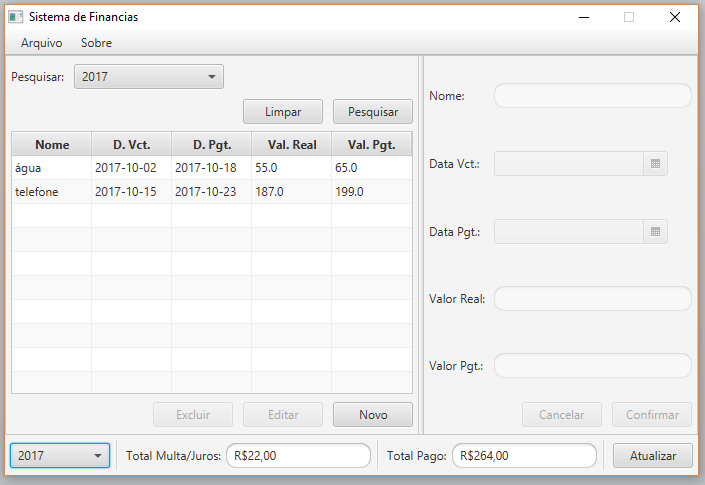 Sistema de Financias
Arquivo Sobre
Pesquisar: 2017
Limpar Pesquisar
Nome D. Vct. D. Pgt. Val. Real Val. Pgt.
água 2017-10-02 2017-10-18 55.0 65.0
telefone 2017-10-15 2017-10-23 187.0 199.0
Excluir Editar Novo
Nome:
Data Vct.:
Data Pgt.:
Valor Real:
Valor Pgt.:
Cancelar Confirmar
2017 Total Multa/Juros: R$22,00 Total Pago: R$264,00 Atualizar